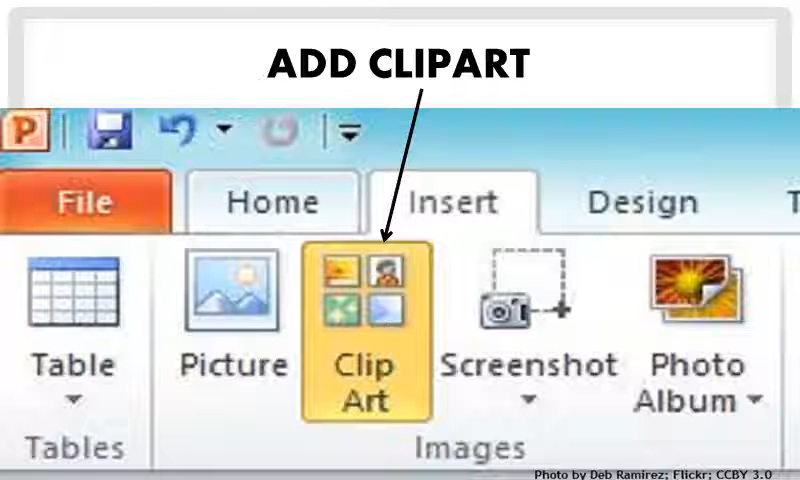 ADD CLIPART
P
File Home Insert Design T
Table Picture Clip Art Screenshot Photo Album
Tables Images
Photo by Deb Ramirez; Flickr; CCBY 3.0